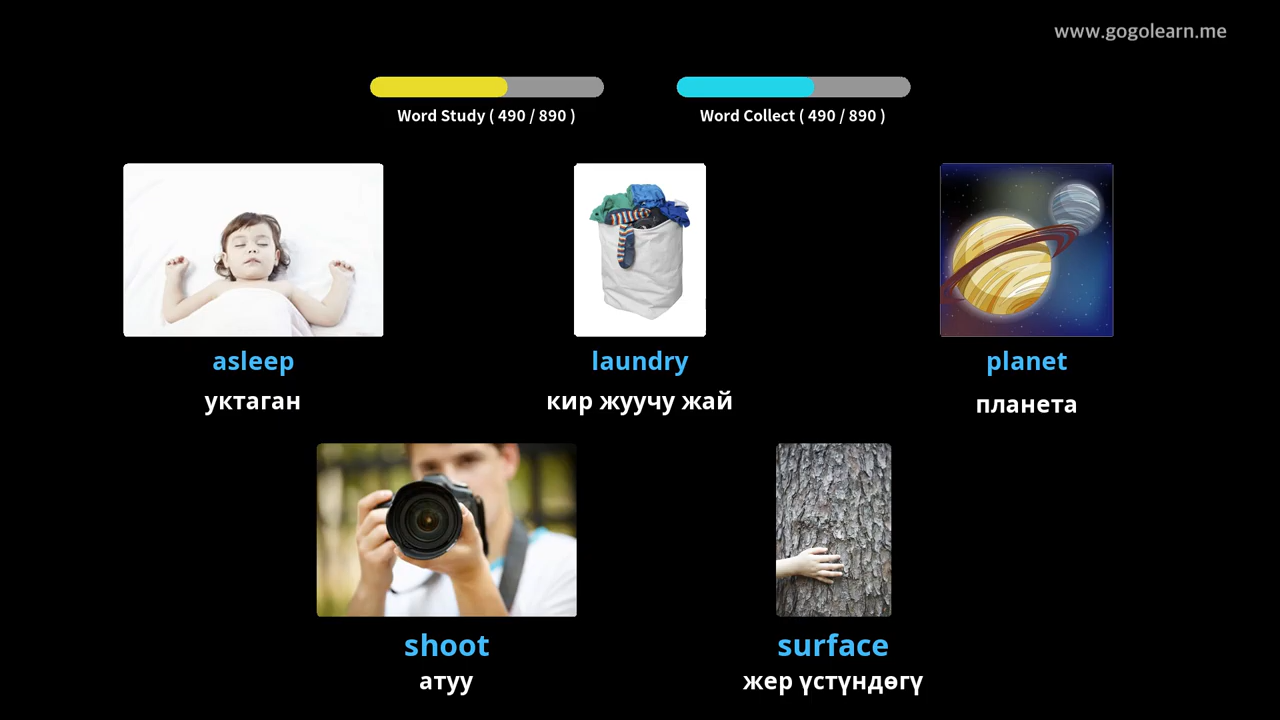 www.gogolearn.me
Word Study ( 490 / 890 )
Word Collect ( 490 / 890 )
asleep
уктаган
laundry
кир жуучу жай
planet
планета
shoot
атуу
surface
жер үстүндөгү